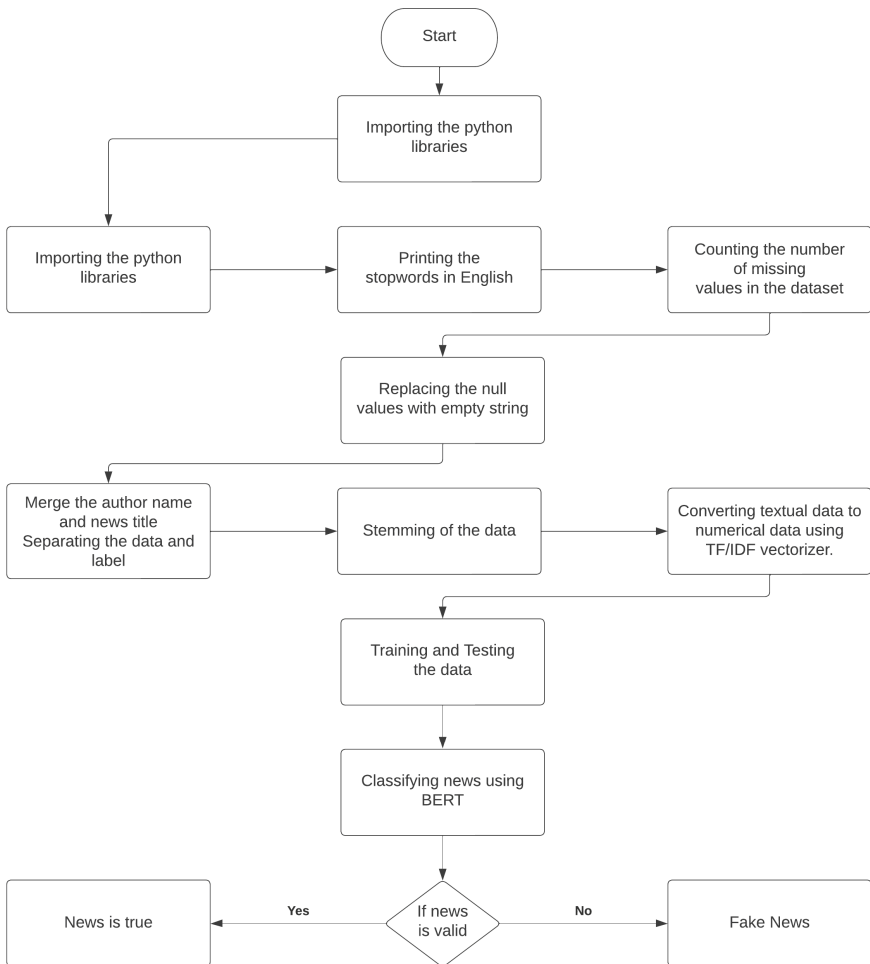 Start
Importing the python
libraries
Importing the python
libraries
Printing the
stopwords in English
Counting the number
of missing
values in the dataset
Replacing the null
values with empty string
Merge the author name
and news title
Separating the data and
label
Stemming of the data
Converting textual data to
numerical data using
TF/IDF vectorizer.
Training and Testing
the data
Classifying news using
BERT
News is true
Yes
If news
is valid
No
Fake News